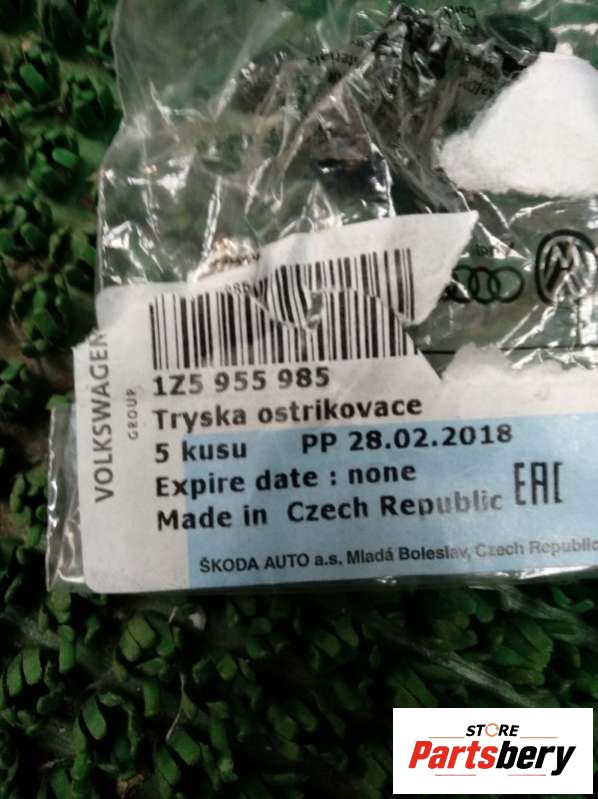 VOLKSWAGEN
GROUP
1Z5 955 985
Tryska ostrikovace
5 kusu PP 28.02.2018
Expire date : none
Made in Czech Republic EAC
ŠKODA AUTO a.s. Mladá Boleslav, Czech Republic
STORE
Partsbery